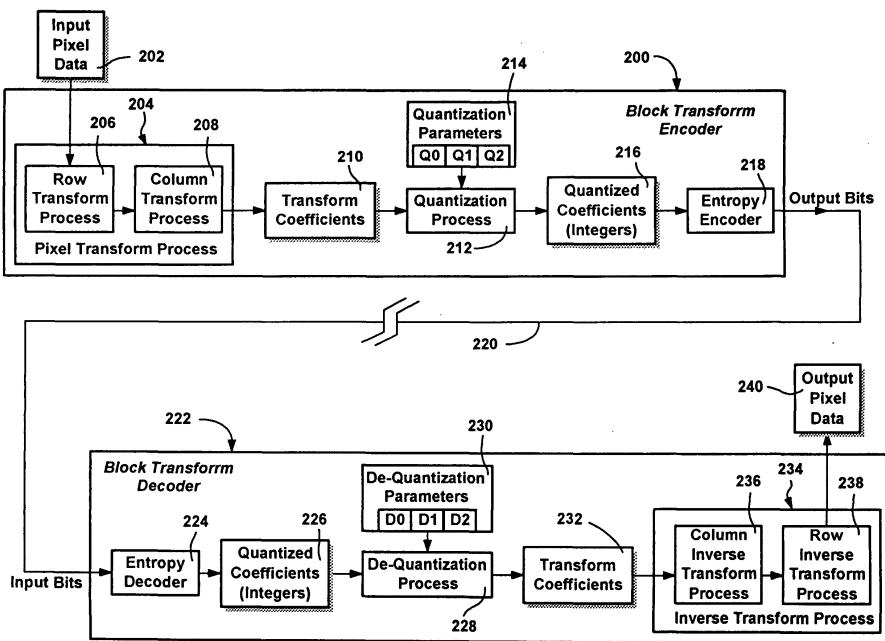 Input
Pixel
Data
202
200
214
204
Quantization
Parameters
Q0 Q1 Q2
Block Transforrm
Encoder
206
208
210
216
218
Row
Transform
Process
Column
Transform
Process
Transform
Coefficients
Quantization
Process
212
Quantized
Coefficients
(Integers)
Entropy
Encoder
Output Bits
Pixel Transform Process
220
240
Output
Pixel
Data
222
230
Block Transforrm
Decoder
De-Quantization
Parameters
D0 D1 D2
224
226
232
236
234
238
Input Bits
Entropy
Decoder
Quantized
Coefficients
(Integers)
De-Quantization
Process
228
Transform
Coefficients
Column
Inverse
Transform
Process
Row
Inverse
Transform
Process
Inverse Transform Process